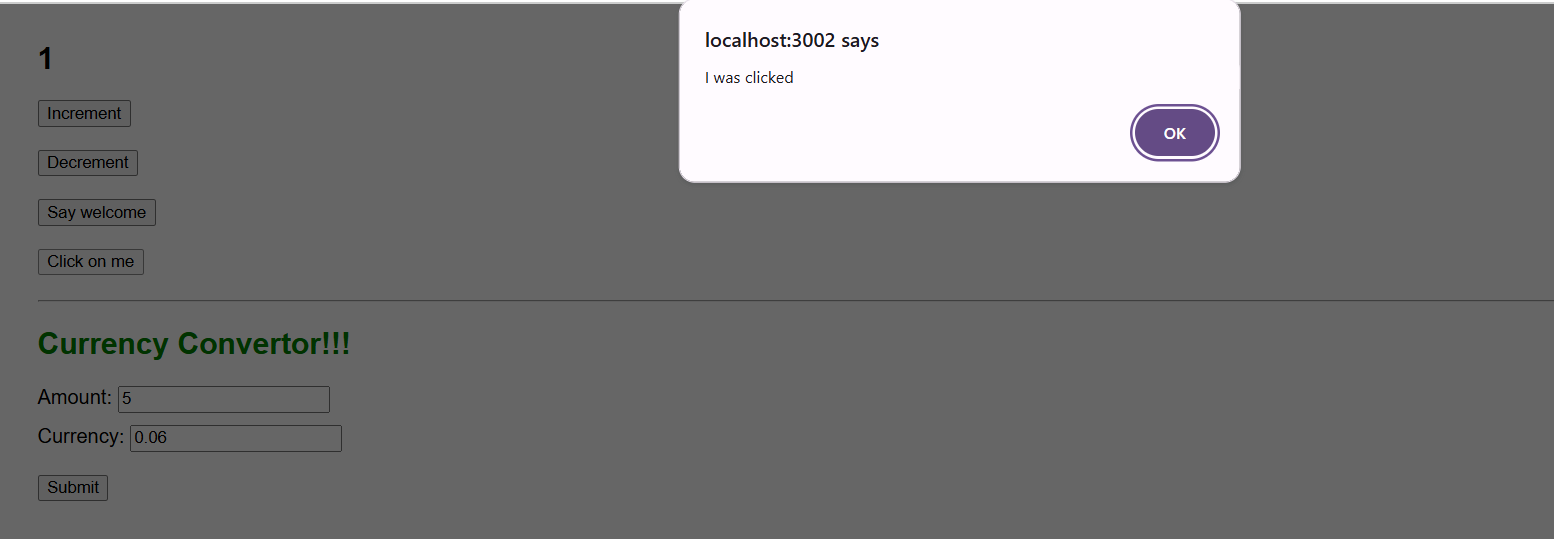 localhost:3002 says
I was clicked
OK
1
Increment
Decrement
Say welcome
Click on me
Currency Convertor!!!
Amount: 5
Currency: 0.06
Submit